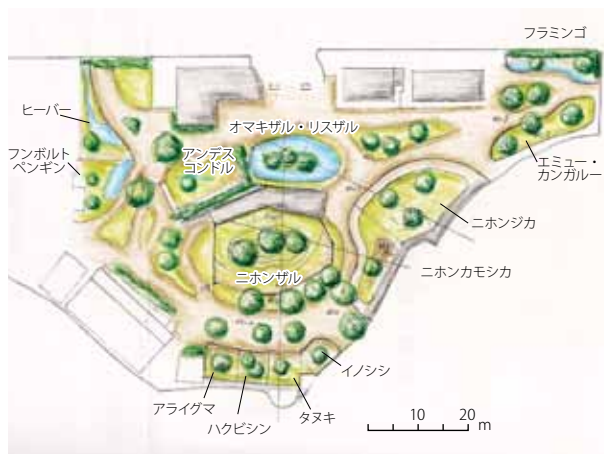 フラミンゴ
ヒーバー
オマキザル・リスザル
フンボルト
ペンギン
アンデス
コンドル
エミュー・
カンガルー
ニホンジカ
ニホンカモシカ
ニホンザル
イノシシ
アライグマ
ハクビシン
タヌキ
10 20
m